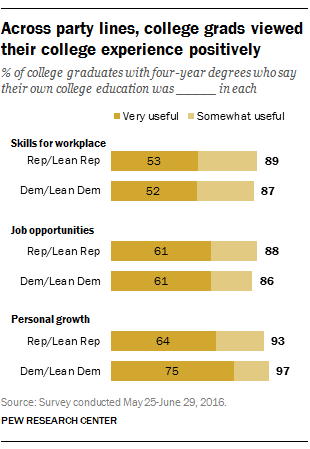 Across party lines, college grads viewed
their college experience positively
% of college graduates with four-year degrees who say
their own college education was ______ in each
Very useful Somewhat useful
Skills for workplace
Rep/Lean Rep 53 89
Dem/Lean Dem 52 87
Job opportunities
Rep/Lean Rep 61 88
Dem/Lean Dem 61 86
Personal growth
Rep/Lean Rep 64 93
Dem/Lean Dem 75 97
Source: Survey conducted May 25-June 29, 2016.
PEW RESEARCH CENTER